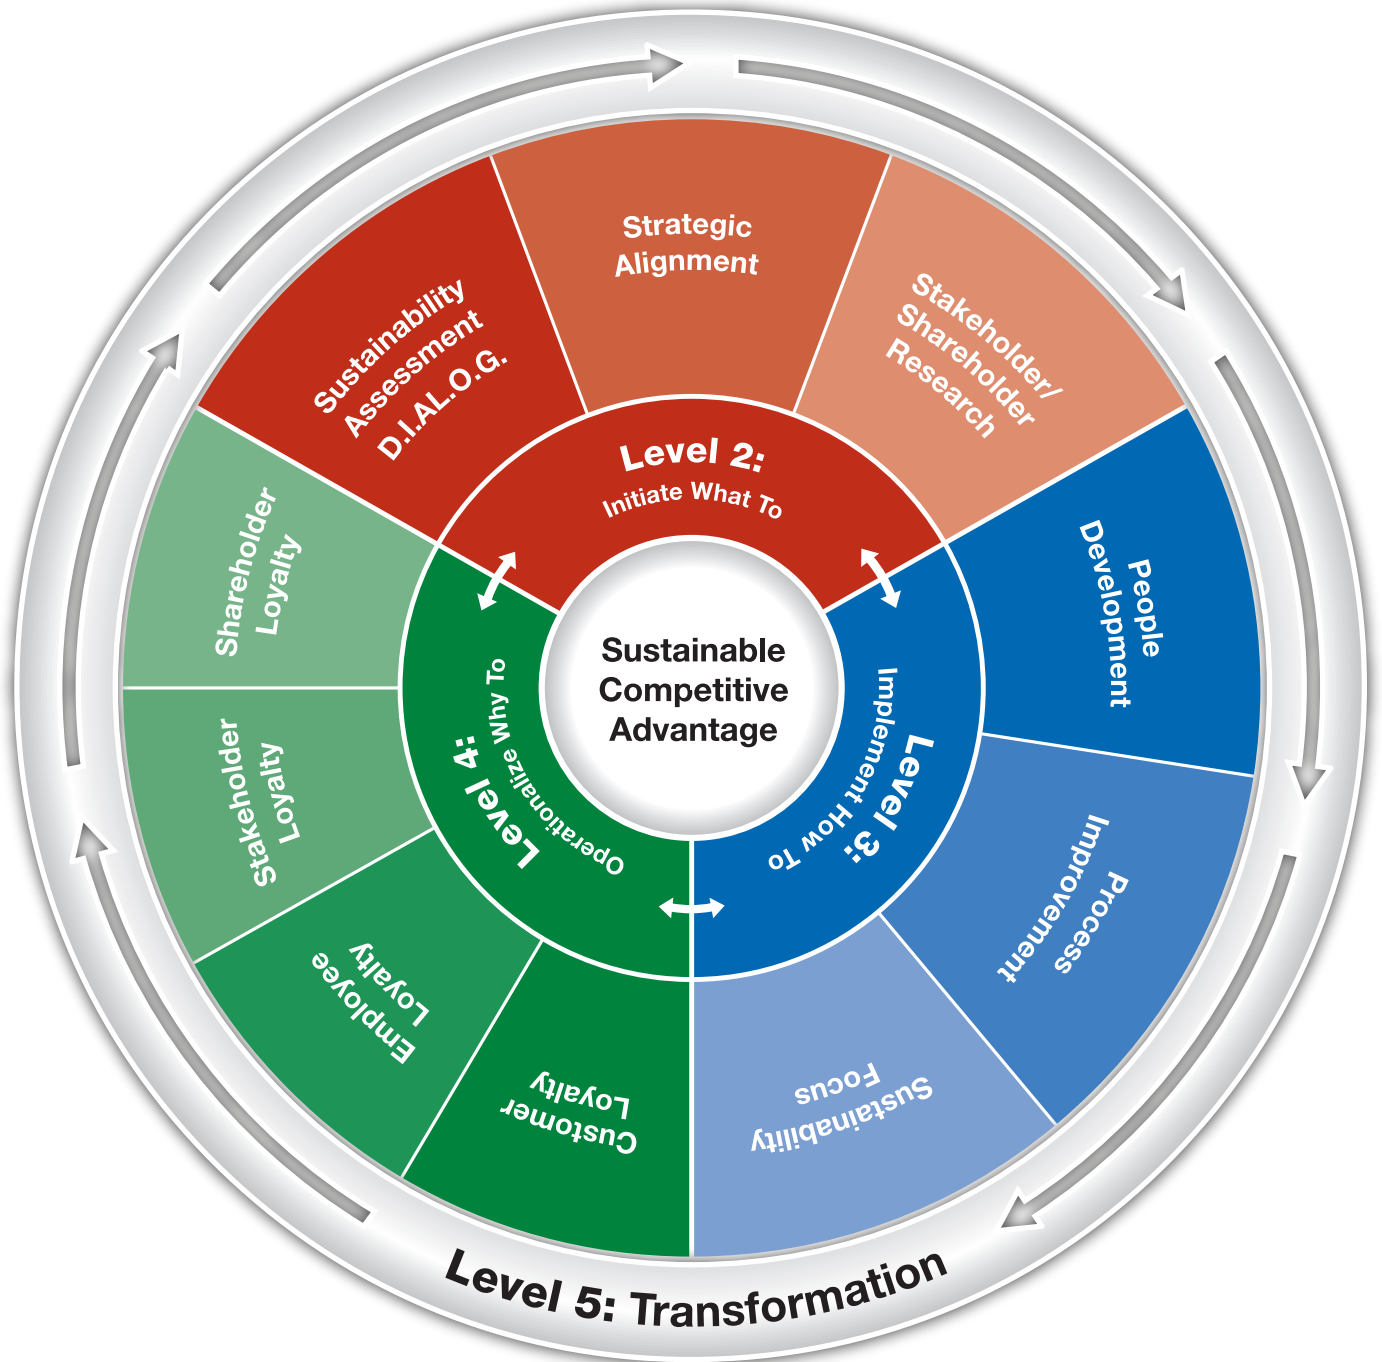 Strategic
Alignment
Stakeholder/
Shareholder
Research
People
Development
Process
Improvement
Sustainability
Focus
Customer
Loyalty
Employee
Loyalty
Stakeholder
Loyalty
Shareholder
Loyalty
Sustainability
Assessment
D.I.AL.O.G.
Level 2:
Initiate What To
Level 3:
Implement How To
Level 4:
Operationalize Why To
Sustainable
Competitive
Advantage
Level 5: Transformation